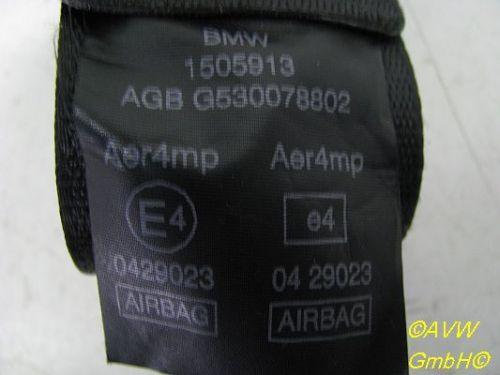 BMW
1505913
AGB G530078802
Aer4mp Aer4mp
E4 e4
0429023 04 29023
AIRBAG AIRBAG
©AVW
GmbH©